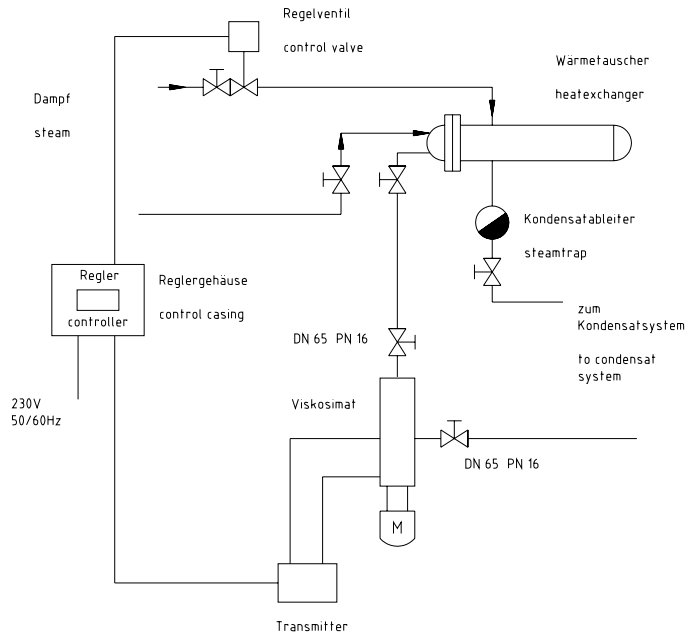 Regelventil
control valve
Wärmetauscher
heatexchanger
Dampf
steam
Kondensatableiter
steamtrap
Regler
controller
Reglergehäuse
control casing
zum
Kondensatsystem
to condensat
system
DN 65 PN 16
230V
50/60Hz
Viskosimat
DN 65 PN 16
M
Transmitter